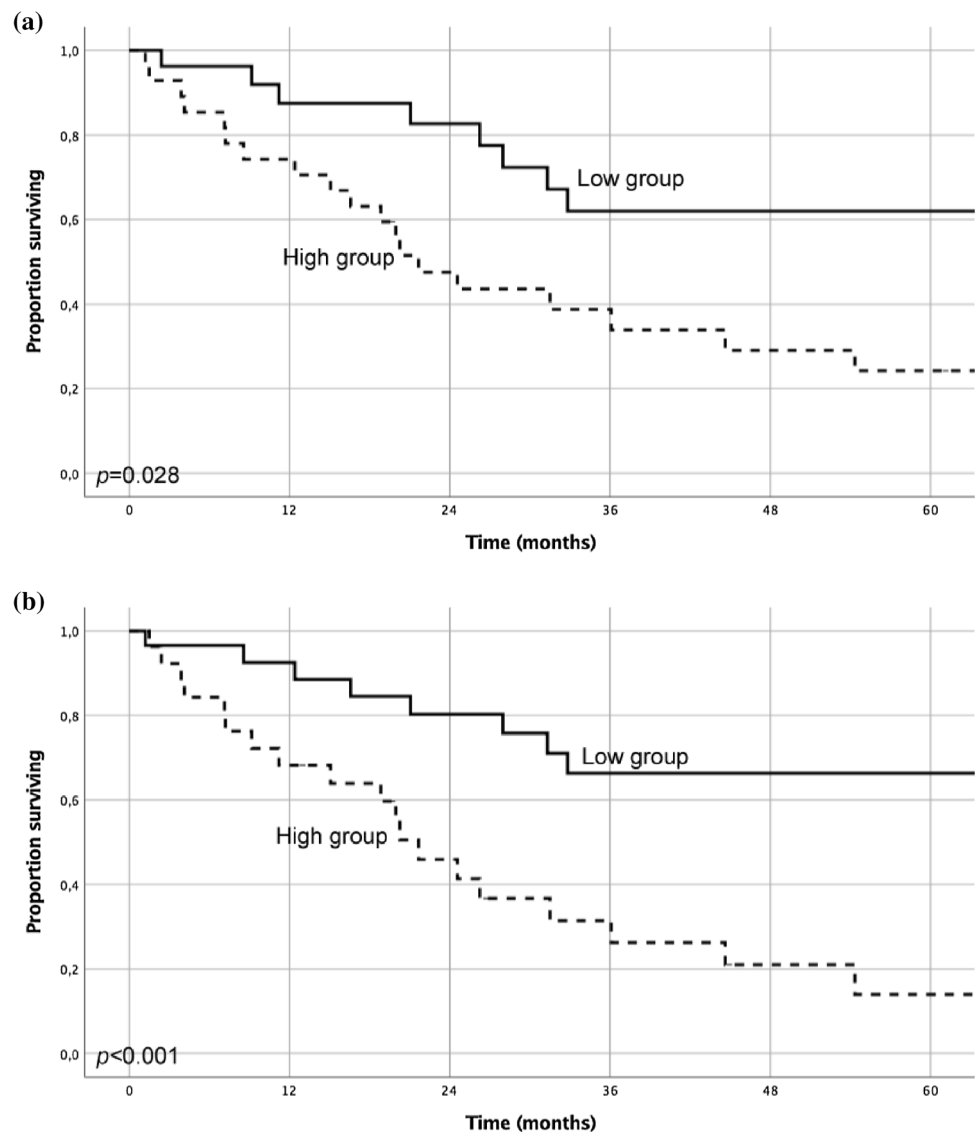 (a)
Proportion surviving
1,0
0,8
0,6
0,4
0,2
0,0
Low group
High group
p=0.028
0 12 24 36 48 60
Time (months)
(b)
Proportion surviving
1,0
0,8
0,6
0,4
0,2
0,0
Low group
High group
p<0.001
0 12 24 36 48 60
Time (months)